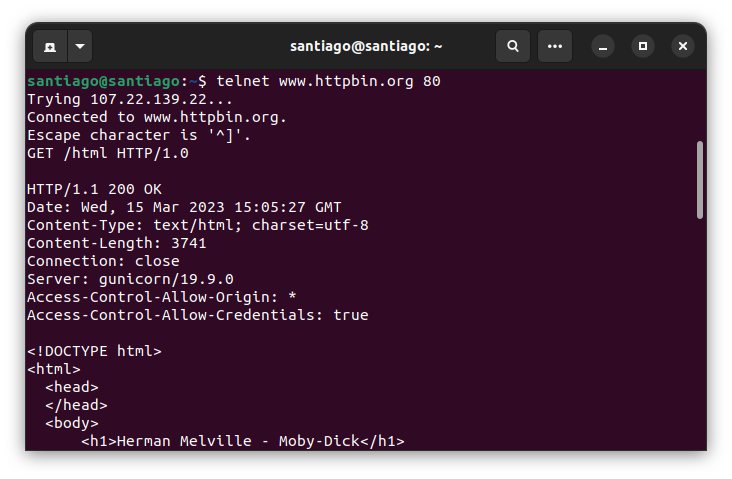 santiago@santiago: ~
santiago@santiago:~$ telnet www.httpbin.org 80
Trying 107.22.139.22...
Connected to www.httpbin.org.
Escape character is '^]'.
GET /html HTTP/1.0

HTTP/1.1 200 OK
Date: Wed, 15 Mar 2023 15:05:27 GMT
Content-Type: text/html; charset=utf-8
Content-Length: 3741
Connection: close
Server: gunicorn/19.9.0
Access-Control-Allow-Origin: *
Access-Control-Allow-Credentials: true

<!DOCTYPE html>
<html>
  <head>
  </head>
  <body>
      <h1>Herman Melville - Moby-Dick</h1>